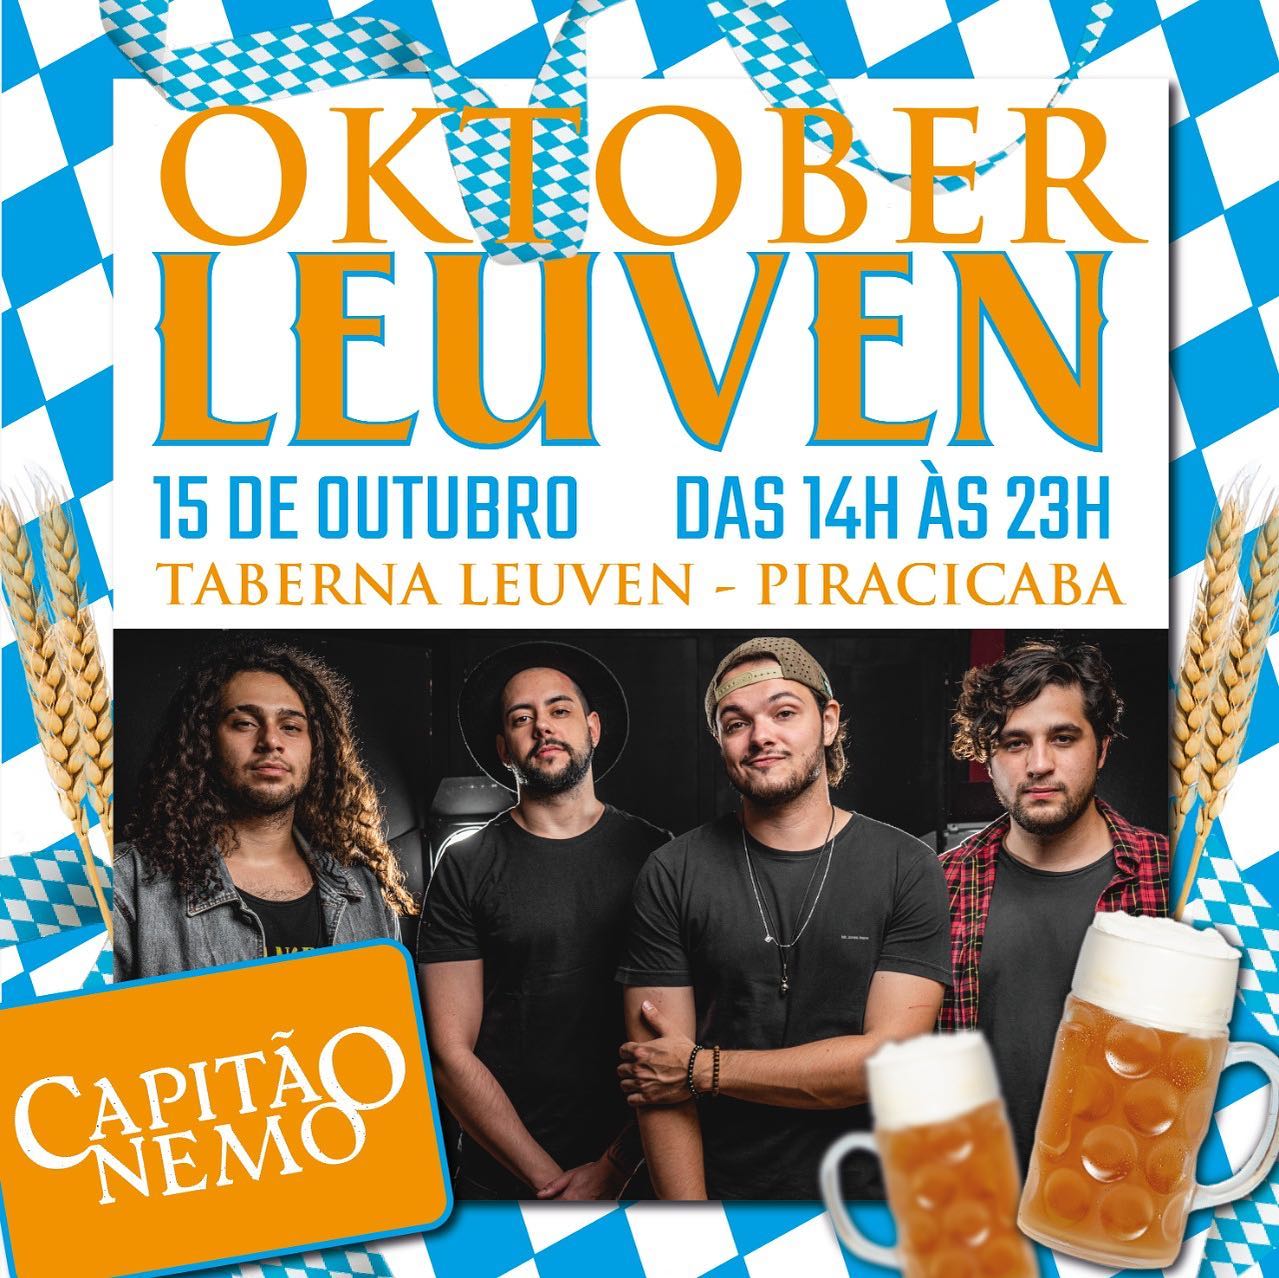 OKTOBER
LEUVEN
15 DE OUTUBRO DAS 14H ÀS 23H
TABERNA LEUVEN - PIRACICABA
CAPITÃO
NEMO